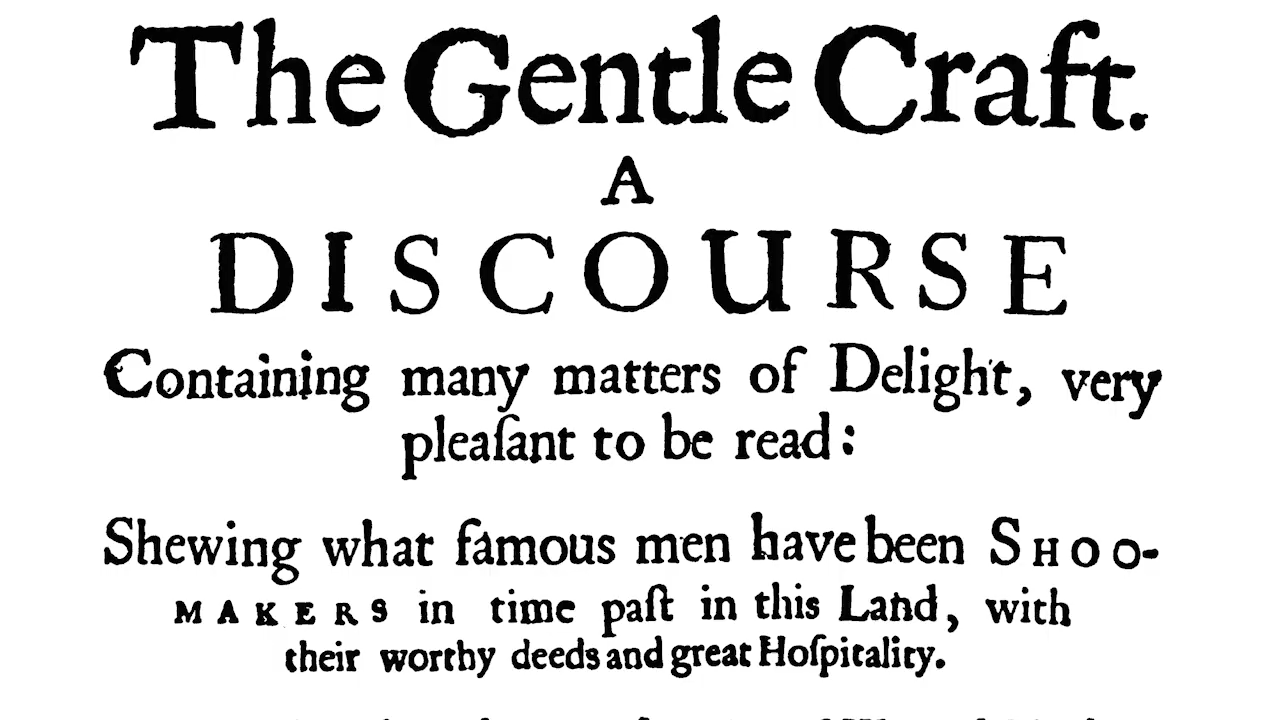 The Gentle Craft.
A
DISCOURSE
Containing many matters of Delight, very
pleaſant to be read:
Shewing what famous men have been SHOO-
MAKERS in time paſt in this Land, with
their worthy deeds and great Hoſpitality.